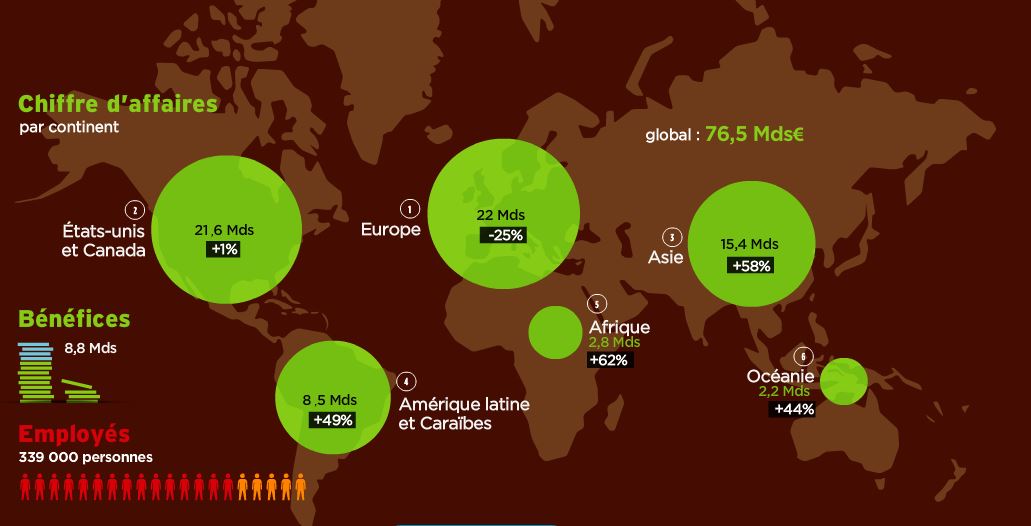 Chiffre d'affaires
par continent
global : 76,5 Mds€
2
États-unis
et Canada
21,6 Mds
+1%
1
Europe
22 Mds
-25%
3
Asie
15,4 Mds
+58%
5
Afrique
2,8 Mds
+62%
6
Océanie
2,2 Mds
+44%
4
Amérique latine
et Caraïbes
8,5 Mds
+49%
Bénéfices
8,8 Mds
Employés
339 000 personnes